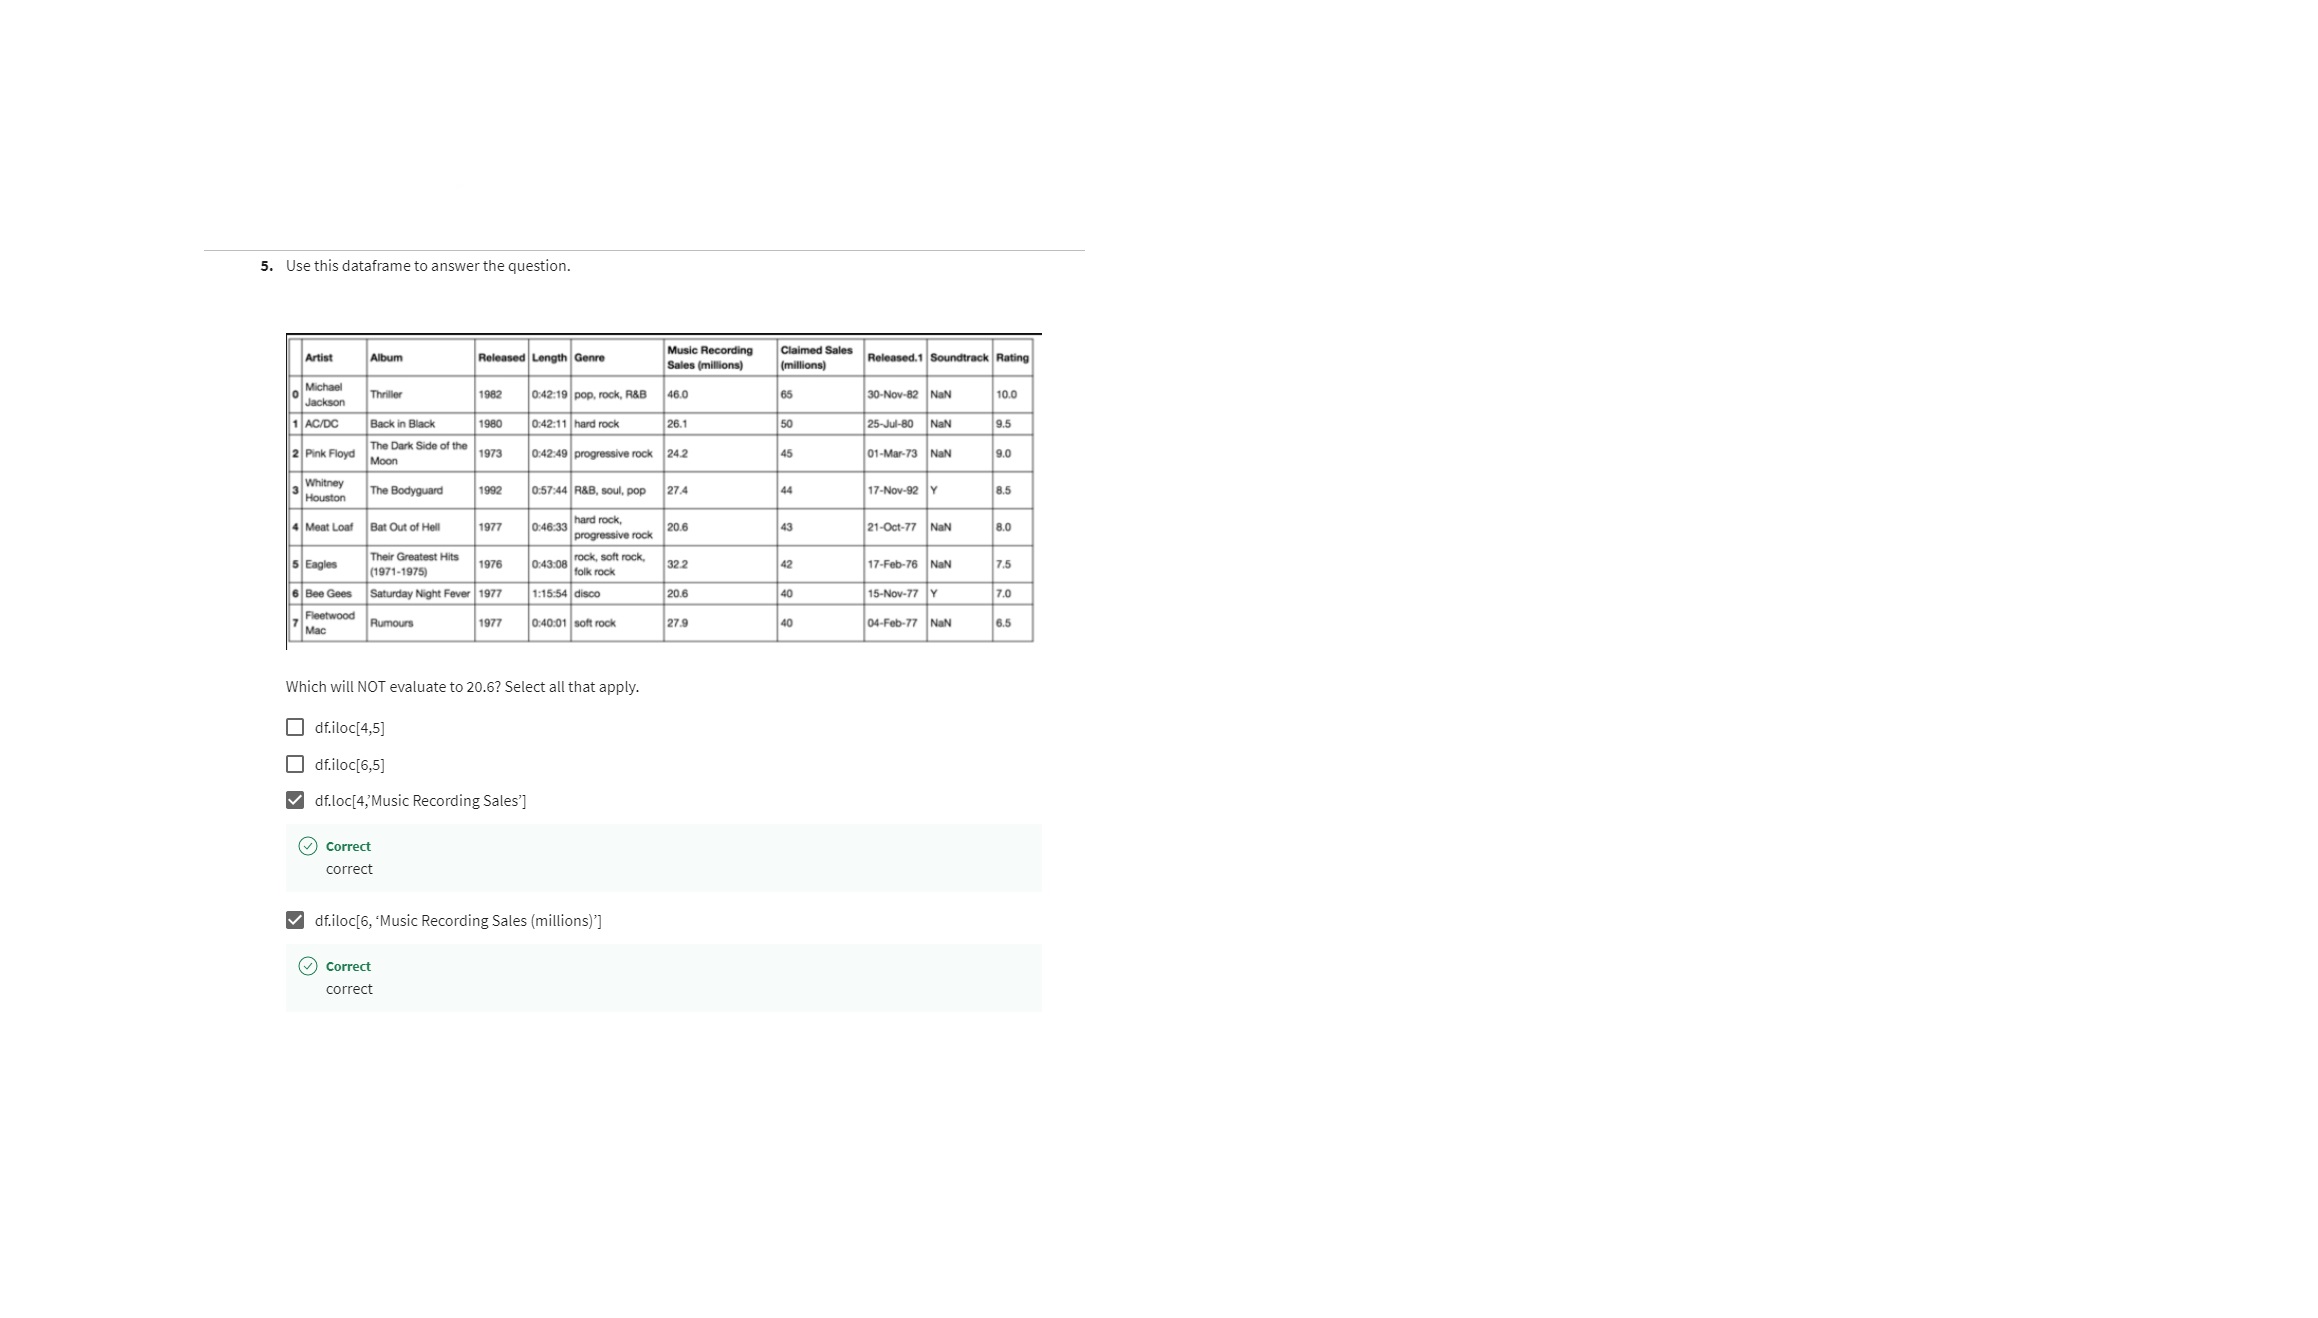 5. Use this dataframe to answer the question.
Artist Album Released Length Genre Music Recording Sales (millions) Claimed Sales (millions) Released.1 Soundtrack Rating
0 Michael Jackson Thriller 1982 0:42:19 pop, rock, R&B 46.0 65 30-Nov-82 NaN 10.0
1 AC/DC Back in Black 1980 0:42:11 hard rock 26.1 50 25-Jul-80 NaN 9.5
2 Pink Floyd The Dark Side of the Moon 1973 0:42:49 progressive rock 24.2 45 01-Mar-73 NaN 9.0
3 Whitney Houston The Bodyguard 1992 0:57:44 R&B, soul, pop 27.4 44 17-Nov-92 Y 8.5
4 Meat Loaf Bat Out of Hell 1977 0:46:33 hard rock, progressive rock 20.6 43 21-Oct-77 NaN 8.0
5 Eagles Their Greatest Hits (1971-1975) 1976 0:43:08 rock, soft rock, folk rock 32.2 42 17-Feb-76 NaN 7.5
6 Bee Gees Saturday Night Fever 1977 1:15:54 disco 20.6 40 15-Nov-77 Y 7.0
7 Fleetwood Mac Rumours 1977 0:40:01 soft rock 27.9 40 04-Feb-77 NaN 6.5
Which will NOT evaluate to 20.6? Select all that apply.
df.iloc[4,5]
df.iloc[6,5]
df.loc[4,’Music Recording Sales’]
Correct
correct
df.iloc[6, ‘Music Recording Sales (millions)’]
Correct
correct